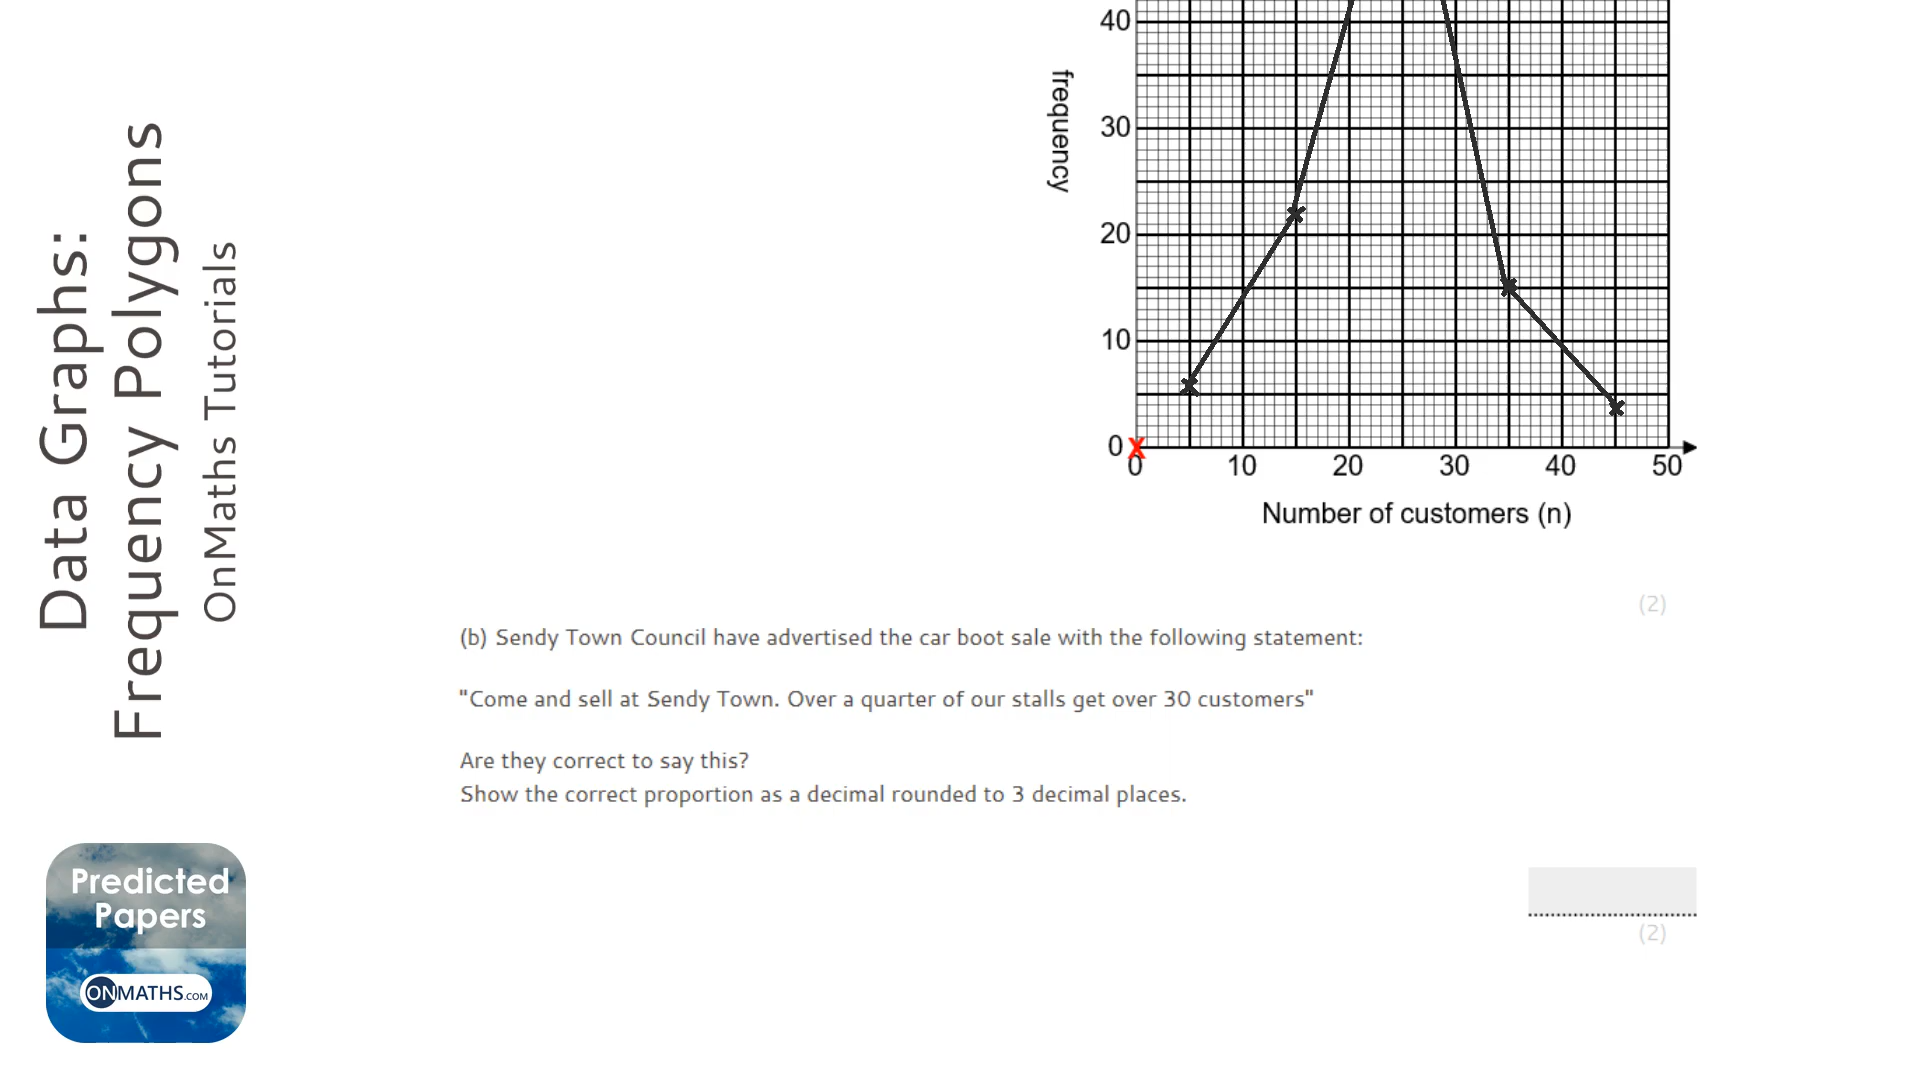 Data Graphs:
Frequency Polygons
OnMaths Tutorials
Predicted
Papers
ONMATHS.COM
frequency
40
30
20
10
0
X
0 10 20 30 40 50
Number of customers (n)
(2)
(b) Sendy Town Council have advertised the car boot sale with the following statement:
"Come and sell at Sendy Town. Over a quarter of our stalls get over 30 customers"
Are they correct to say this?
Show the correct proportion as a decimal rounded to 3 decimal places.
(2)